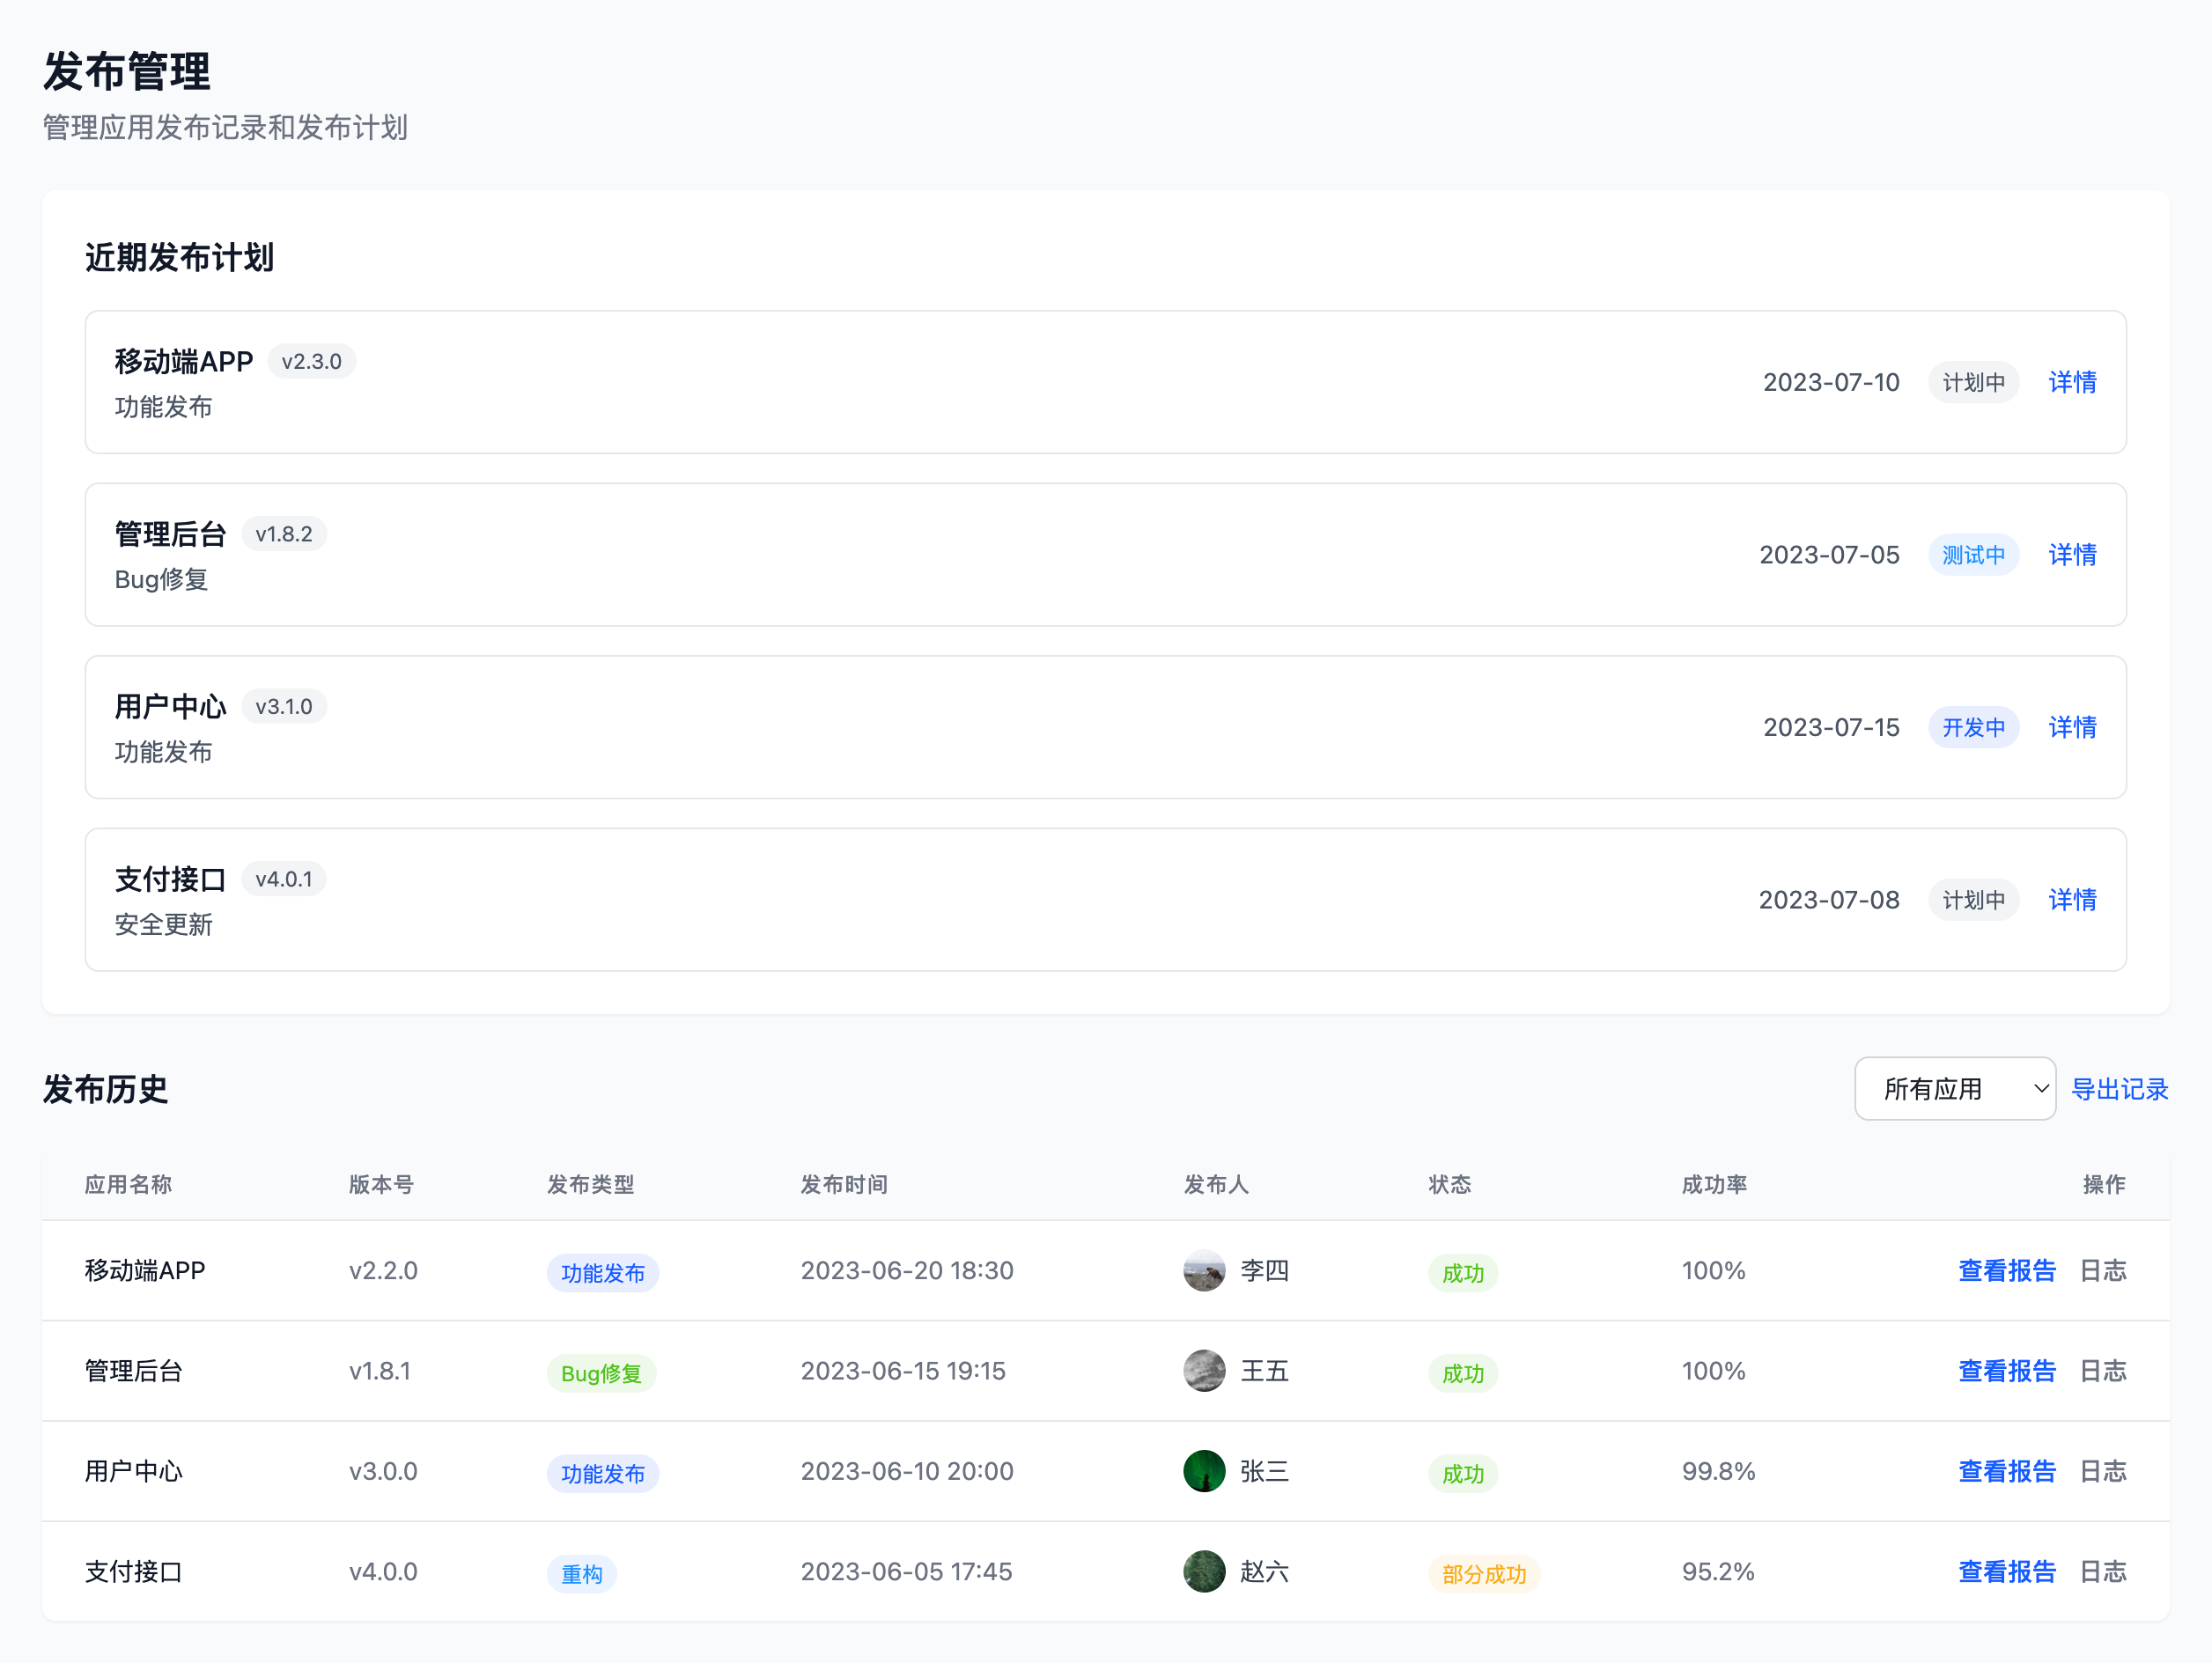 发布管理
管理应用发布记录和发布计划
近期发布计划
移动端APP v2.3.0
功能发布
2023-07-10 计划中 详情
管理后台 v1.8.2
Bug修复
2023-07-05 测试中 详情
用户中心 v3.1.0
功能发布
2023-07-15 开发中 详情
支付接口 v4.0.1
安全更新
2023-07-08 计划中 详情
发布历史 所有应用 导出记录
应用名称 版本号 发布类型 发布时间 发布人 状态 成功率 操作
移动端APP v2.2.0 功能发布 2023-06-20 18:30 李四 成功 100% 查看报告 日志
管理后台 v1.8.1 Bug修复 2023-06-15 19:15 王五 成功 100% 查看报告 日志
用户中心 v3.0.0 功能发布 2023-06-10 20:00 张三 成功 99.8% 查看报告 日志
支付接口 v4.0.0 重构 2023-06-05 17:45 赵六 部分成功 95.2% 查看报告 日志